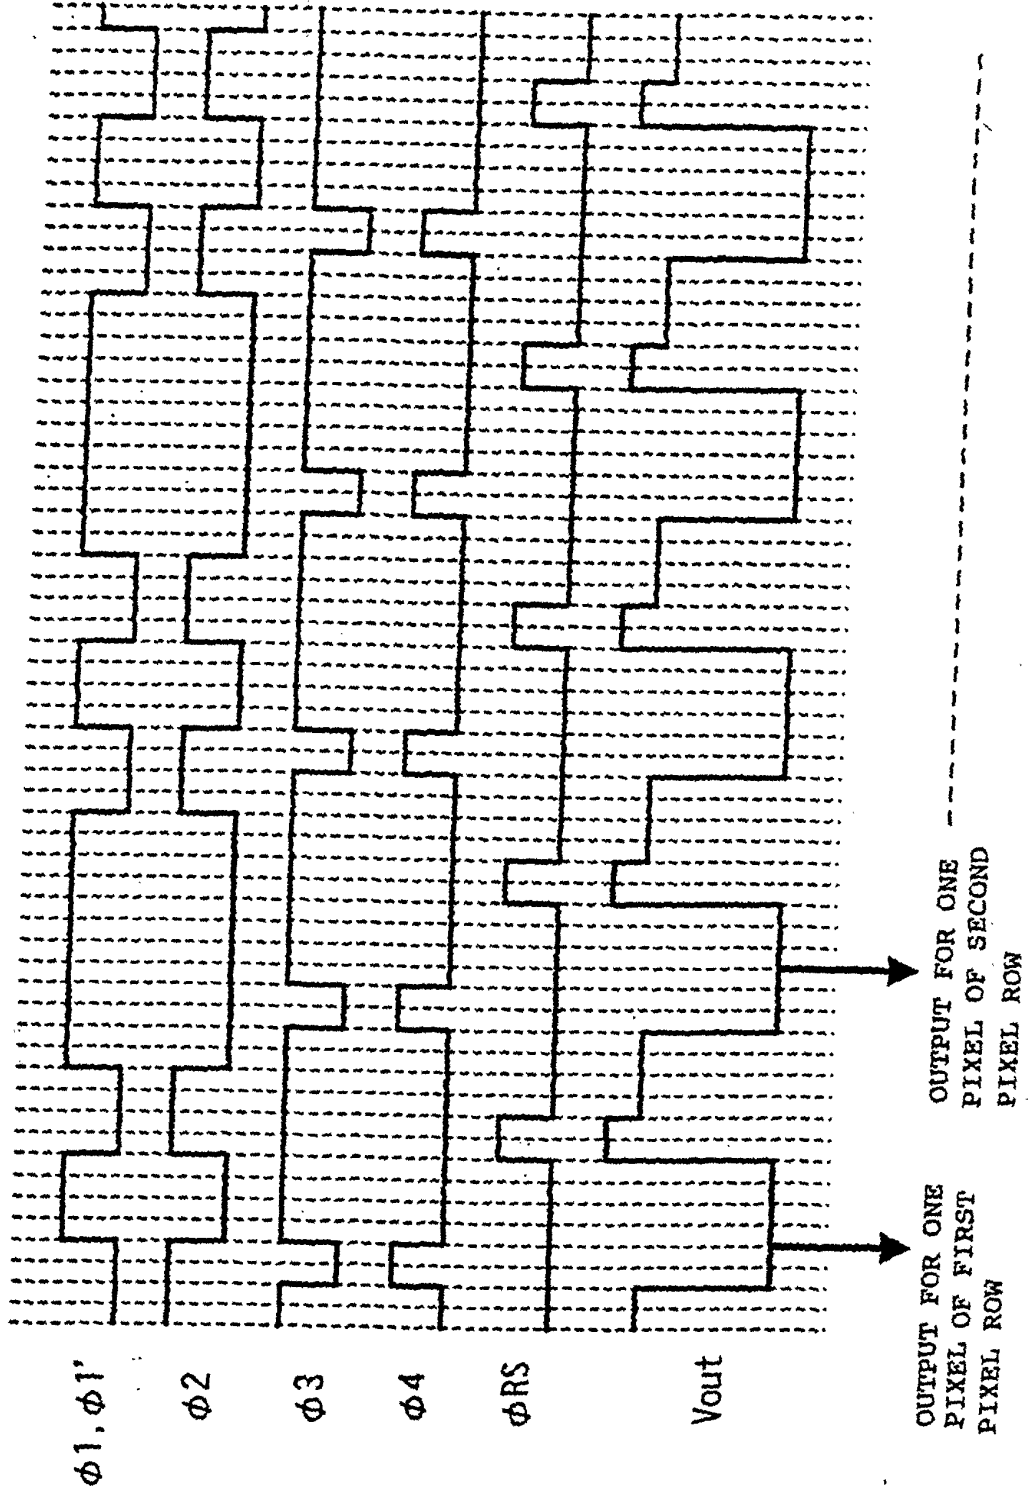 φ1, φ1'
φ2
φ3
φ4
φRS
Vout
OUTPUT FOR ONE
PIXEL OF FIRST
PIXEL ROW
OUTPUT FOR ONE
PIXEL OF SECOND
PIXEL ROW